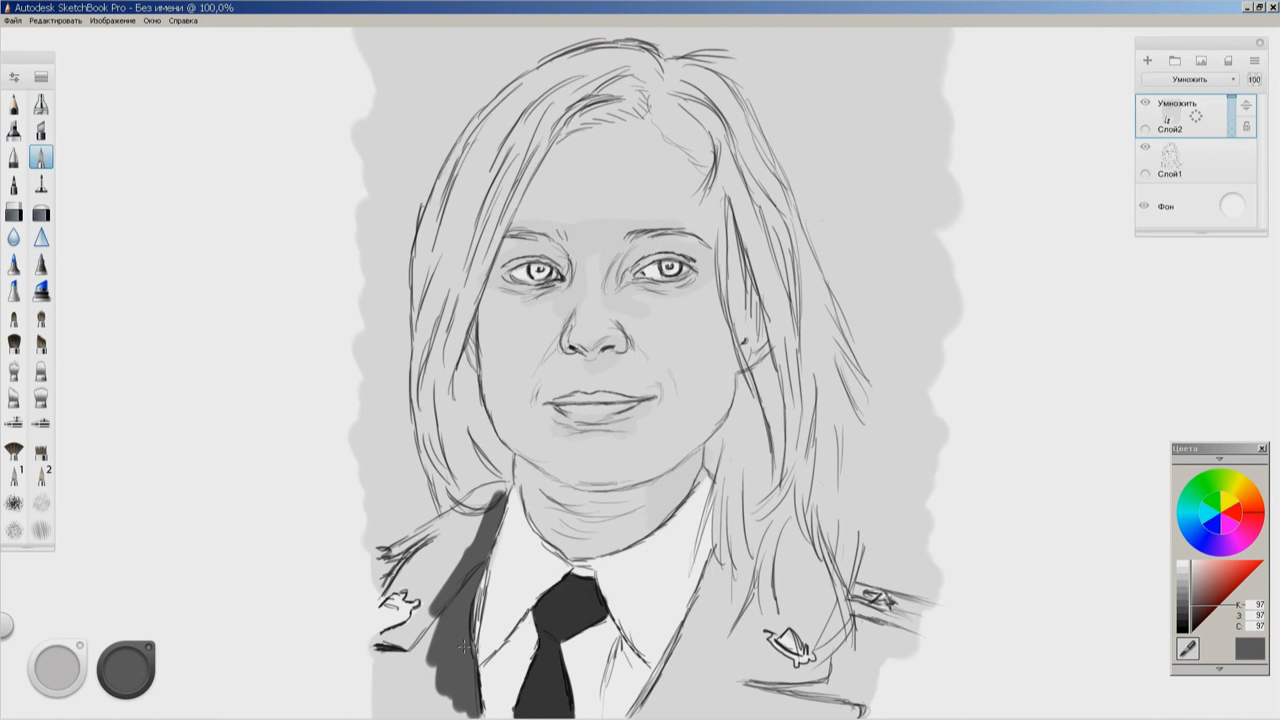 Autodesk SketchBook Pro - Без имени @ 100,0%
Файл Редактировать Изображение Окно Справка
Умножить 100
Умножить
Слой2
Слой1
Фон
1 2
Цвета
К: 97
З: 97
С: 97